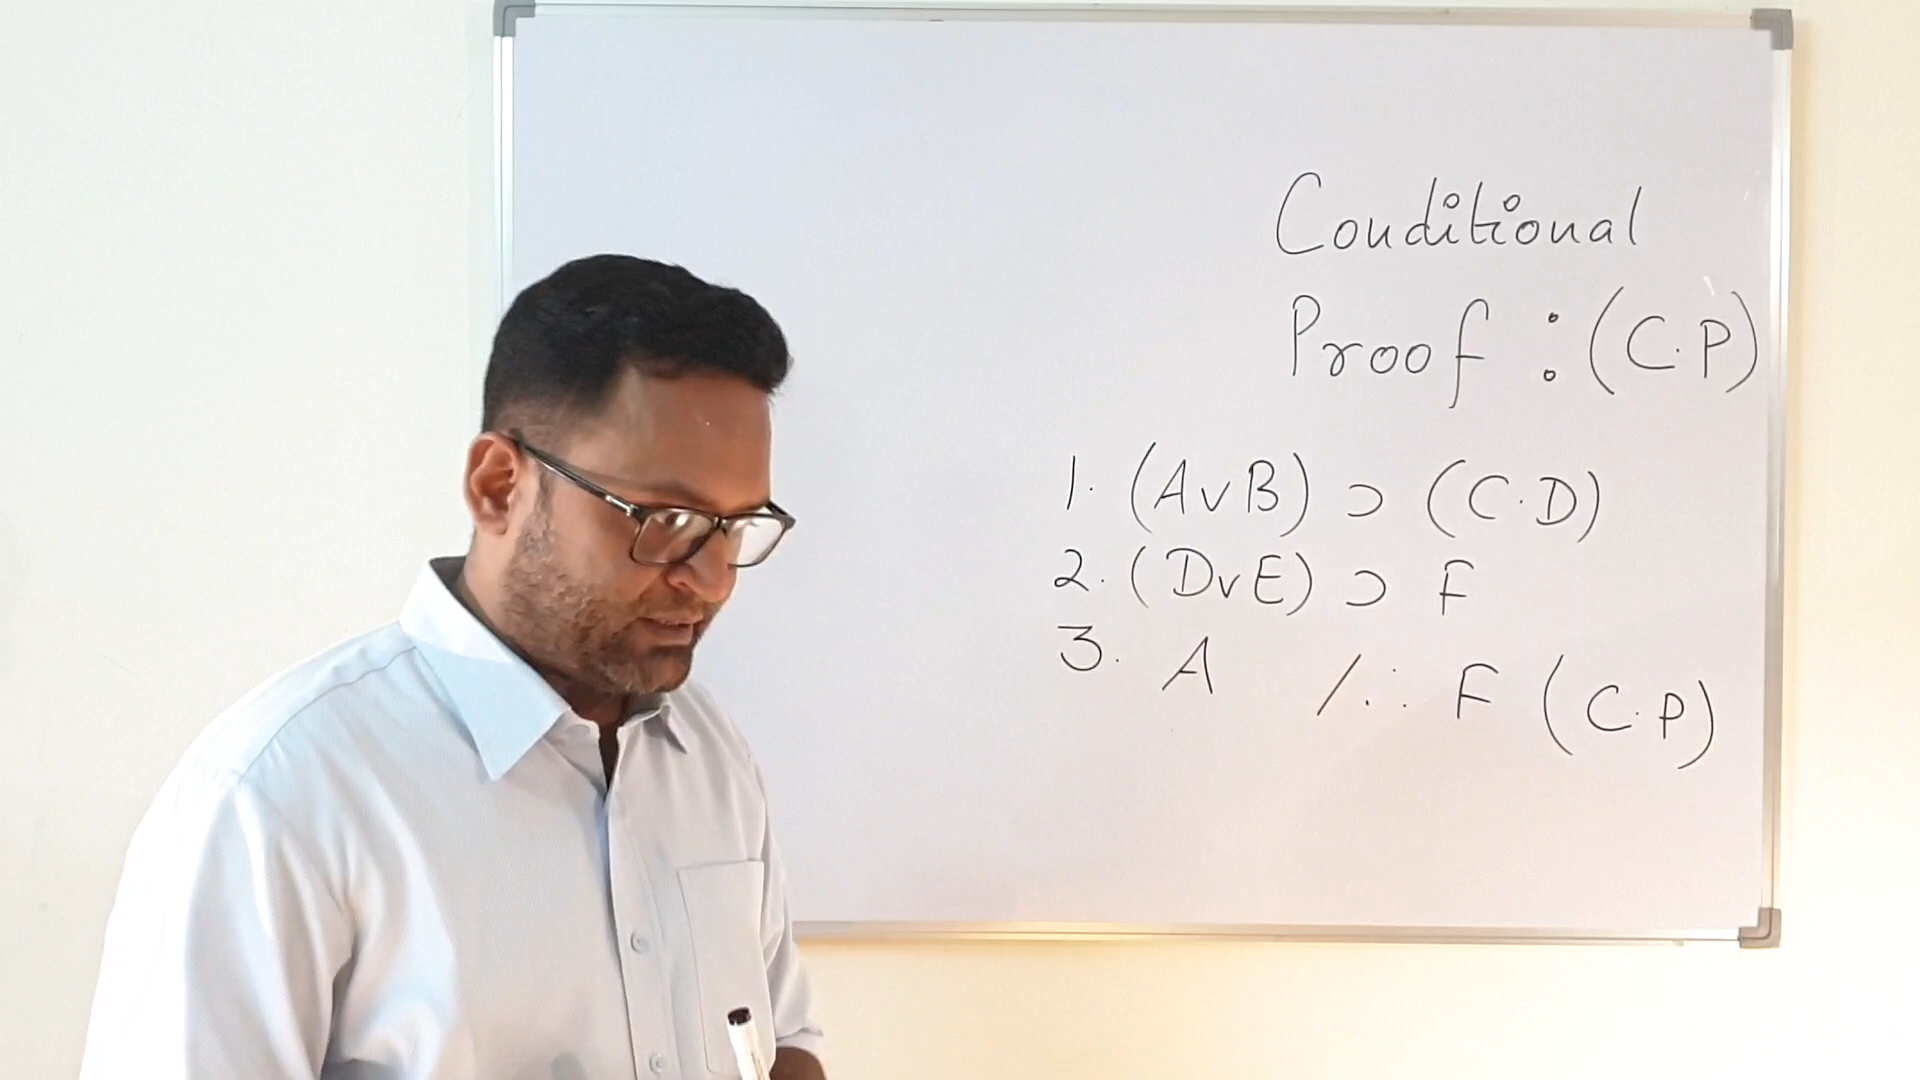 Conditional
Proof : (C.P)
1. (A v B) ⊃ (C.D)
2. (D v E) ⊃ F
3. A /∴ F (C.P)